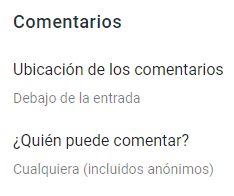 Comentarios
Ubicación de los comentarios
Debajo de la entrada
¿Quién puede comentar?
Cualquiera (incluidos anónimos)